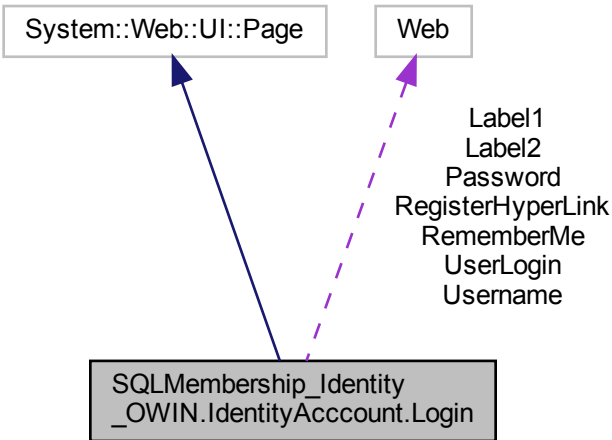 System::Web::UI::Page
Web
Label1
Label2
Password
RegisterHyperLink
RememberMe
UserLogin
Username
SQLMembership_Identity
_OWIN.IdentityAcccount.Login